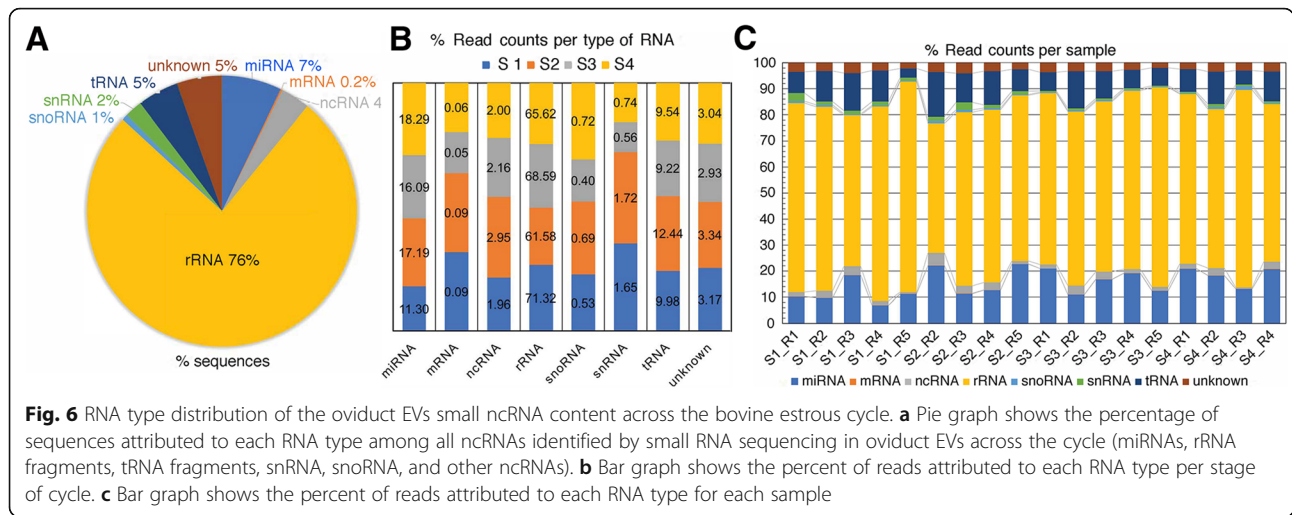 A
unknown 5%
miRNA 7%
tRNA 5%
mRNA 0.2%
snRNA 2%
ncRNA 4
snoRNA 1%
rRNA 76%
% sequences
B
% Read counts per type of RNA
S 1 S2 S3 S4
18.29 0.06 2.00 65.62 0.72 0.74 9.54 3.04
16.09 0.05 2.16 68.59 0.40 0.56 9.22 2.93
17.19 0.09 2.95 61.58 0.69 1.72 12.44 3.34
11.30 0.09 1.96 71.32 0.53 1.65 9.98 3.17
miRNA mRNA ncRNA rRNA snoRNA snRNA tRNA unknown
C
% Read counts per sample
100
90
80
70
60
50
40
30
20
10
0
S1_R1 S1_R2 S1_R3 S1_R4 S1_R5 S2_R2 S2_R3 S2_R4 S2_R5 S3_R1 S3_R2 S3_R3 S3_R4 S3_R5 S4_R1 S4_R2 S4_R3 S4_R4
miRNA mRNA ncRNA rRNA snoRNA snRNA tRNA unknown
Fig. 6 RNA type distribution of the oviduct EVs small ncRNA content across the bovine estrous cycle. a Pie graph shows the percentage of
sequences attributed to each RNA type among all ncRNAs identified by small RNA sequencing in oviduct EVs across the cycle (miRNAs, rRNA
fragments, tRNA fragments, snRNA, snoRNA, and other ncRNAs). b Bar graph shows the percent of reads attributed to each RNA type per stage
of cycle. c Bar graph shows the percent of reads attributed to each RNA type for each sample